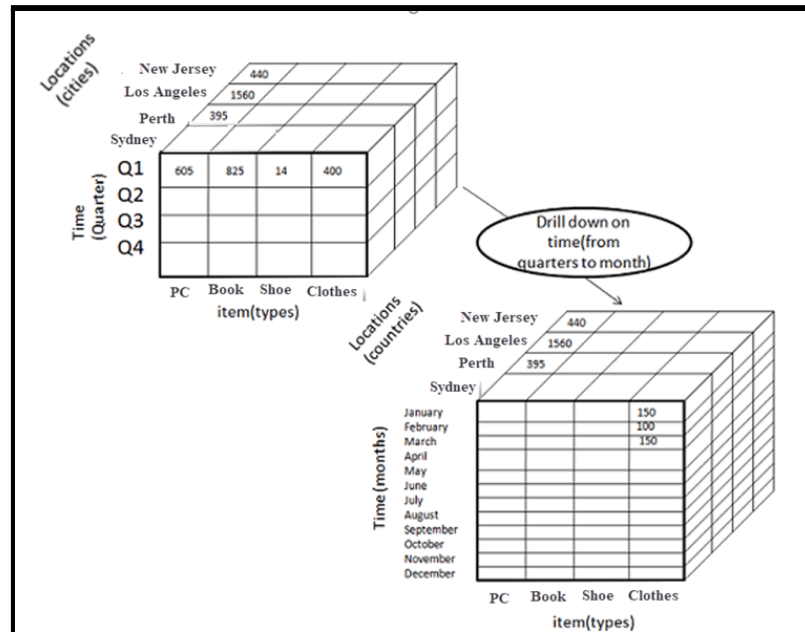 Locations
(cities)
New Jersey
Los Angeles
Perth
Sydney
440
1560
395
Time
(Quarter)
Q1 605 825 14 400
Q2
Q3
Q4
PC Book Shoe Clothes
item(types)
Drill down on
time(from
quarters to month)
Locations
(countries)
New Jersey
Los Angeles
Perth
Sydney
440
1560
395
Time (months)
January 150
February 100
March 150
April
May
June
July
August
September
October
November
December
PC Book Shoe Clothes
item(types)